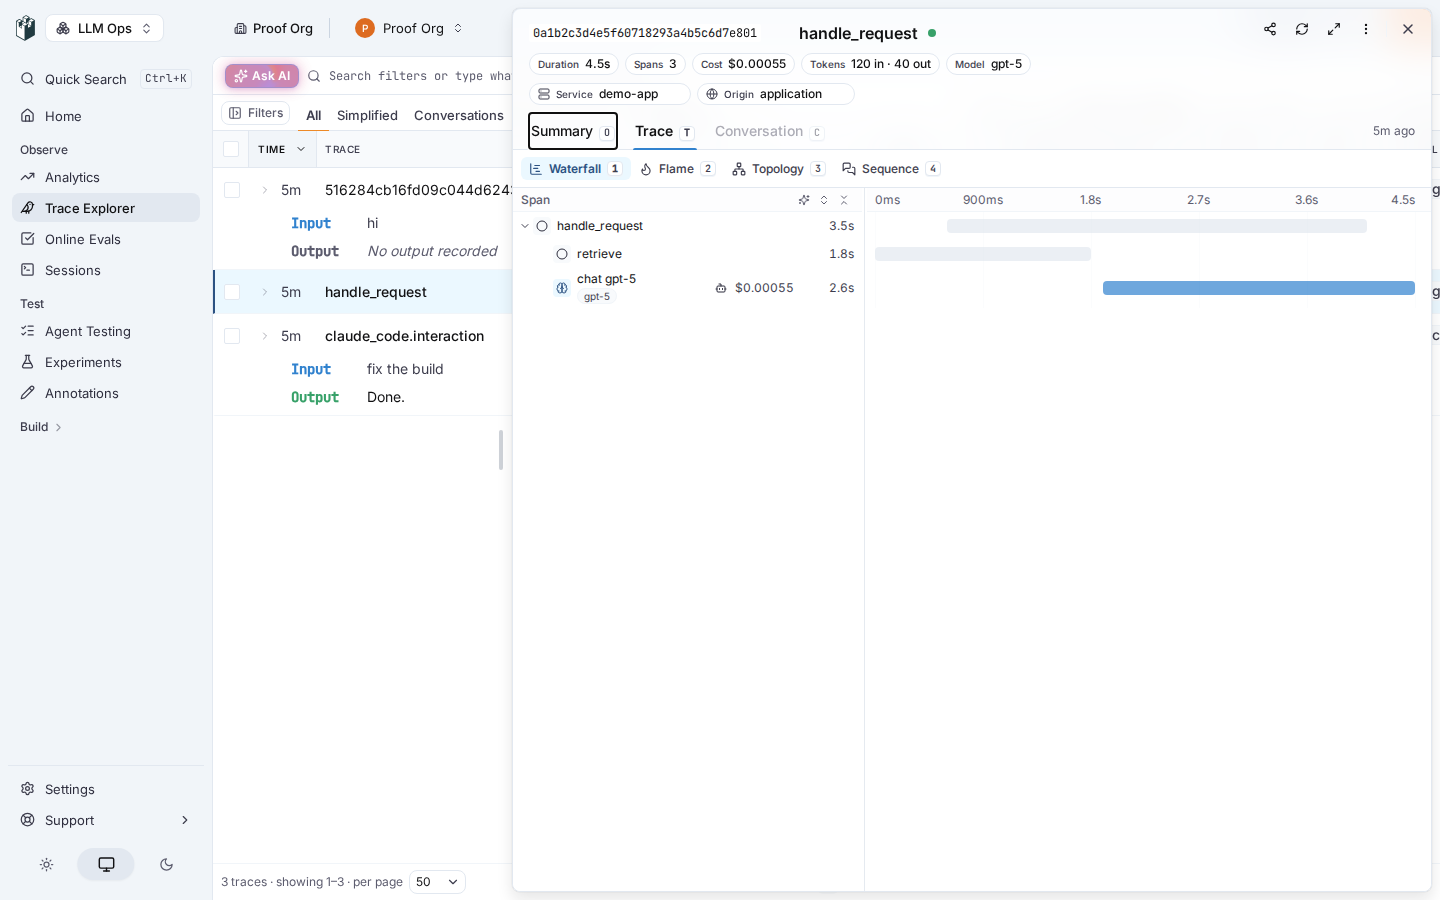 LLM Ops
Proof Org
P Proof Org
Quick Search Ctrl+K
Home
Observe
Analytics
Trace Explorer
Online Evals
Sessions
Test
Agent Testing
Experiments
Annotations
Build
Settings
Support
Ask AI Search filters or type wha
Filters All Simplified Conversations
TIME TRACE
5m 516284cb16fd09c044d624
Input hi
Output No output recorded
5m handle_request
5m claude_code.interaction
Input fix the build
Output Done.
3 traces · showing 1–3 · per page 50
0a1b2c3d4e5f60718293a4b5c6d7e801 handle_request
Duration 4.5s Spans 3 Cost $0.00055 Tokens 120 in · 40 out Model gpt-5
Service demo-app Origin application
Summary O Trace T Conversation C 5m ago
Waterfall 1 Flame 2 Topology 3 Sequence 4
Span 0ms 900ms 1.8s 2.7s 3.6s 4.5s
handle_request 3.5s
retrieve 1.8s
chat gpt-5
gpt-5 $0.00055 2.6s